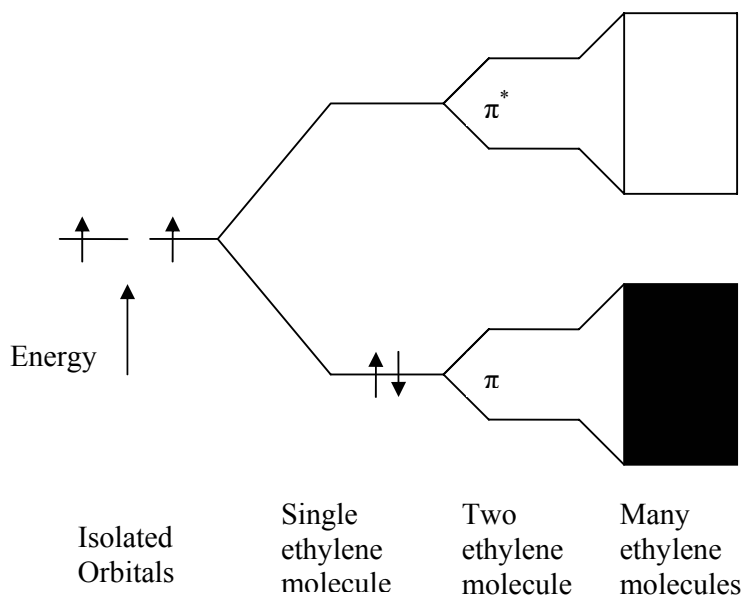 π*
Energy
π
Isolated
Orbitals
Single
ethylene
molecule
Two
ethylene
molecule
Many
ethylene
molecules